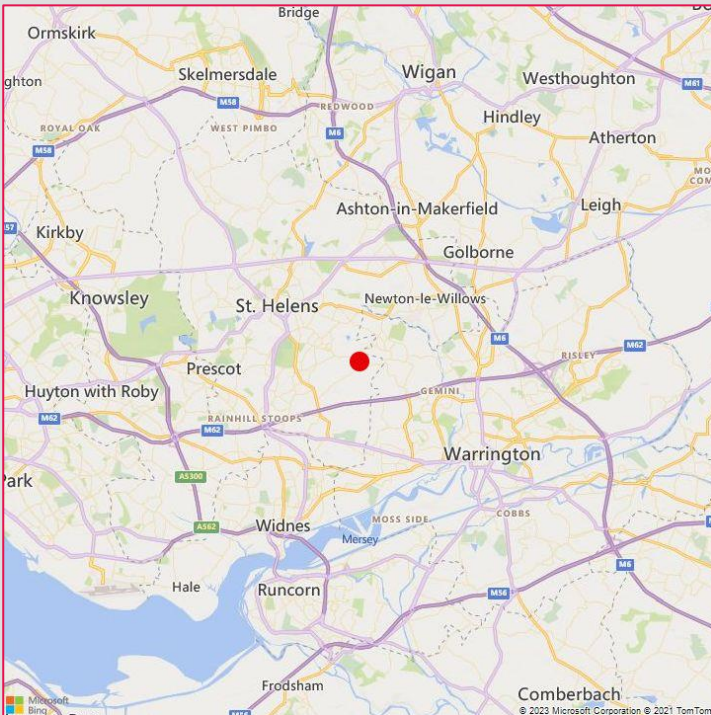 Bridge
Ormskirk
Wigan
Skelmersdale
Westhoughton
M61
M58
REDWOOD
Hindley
ROYAL OAK
WEST PIMBO
M6
Atherton
M58
Ashton-in-Makerfield
Leigh
Kirkby
Golborne
Knowsley
St. Helens
Newton-le-Willows
M6
M62
RISLEY
Prescot
Huyton with Roby
GEMINI
M62
RAINHILL STOOPS
M62
Warrington
A5300
Park
COBBS
MOSS SIDE
A562
Widnes
Mersey
M6
Hale
Runcorn
M56
Frodsham
Comberbach
Microsoft
Bing
© 2023 Microsoft Corporation © 2021 TomTom